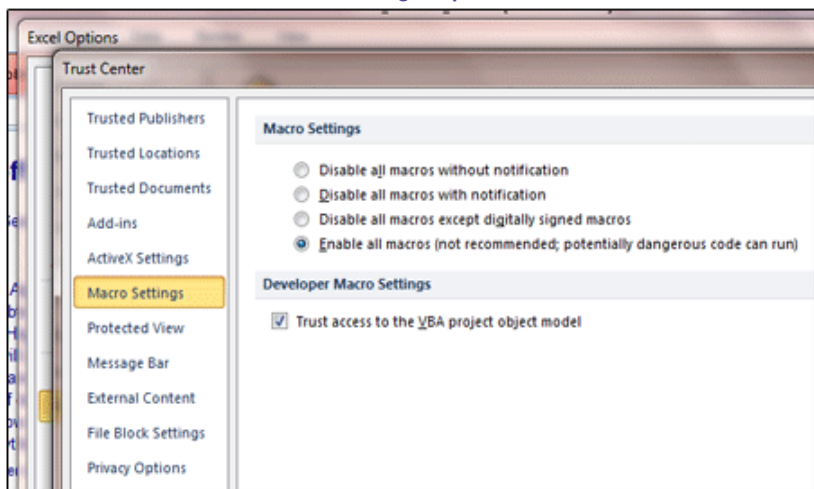 Excel Options
Trust Center
Trusted Publishers
Trusted Locations
Trusted Documents
Add-ins
ActiveX Settings
Macro Settings
Protected View
Message Bar
External Content
File Block Settings
Privacy Options
Macro Settings
Disable all macros without notification
Disable all macros with notification
Disable all macros except digitally signed macros
Enable all macros (not recommended; potentially dangerous code can run)
Developer Macro Settings
Trust access to the VBA project object model